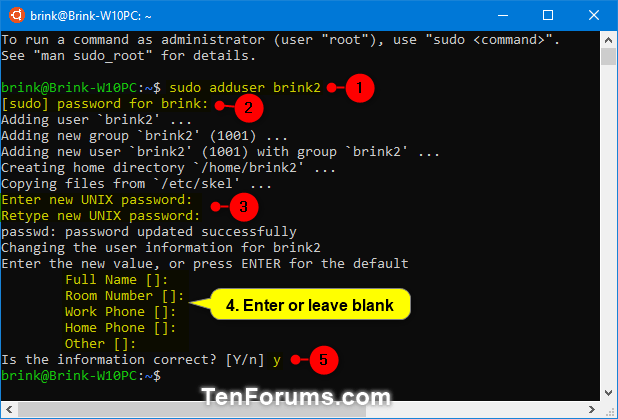 brink@Brink-W10PC: ~
To run a command as administrator (user "root"), use "sudo <command>".
See "man sudo_root" for details.
brink@Brink-W10PC:~$ sudo adduser brink2 1
[sudo] password for brink: 2
Adding user `brink2' ...
Adding new group `brink2' (1001) ...
Adding new user `brink2' (1001) with group `brink2' ...
Creating home directory `/home/brink2' ...
Copying files from `/etc/skel' ...
Enter new UNIX password:
3
Retype new UNIX password:
passwd: password updated successfully
Changing the user information for brink2
Enter the new value, or press ENTER for the default
Full Name []:
Room Number []:
4. Enter or leave blank
Work Phone []:
Home Phone []:
Other []:
Is the information correct? [Y/n] y 5
brink@Brink-W10PC:~$
TenForums.com